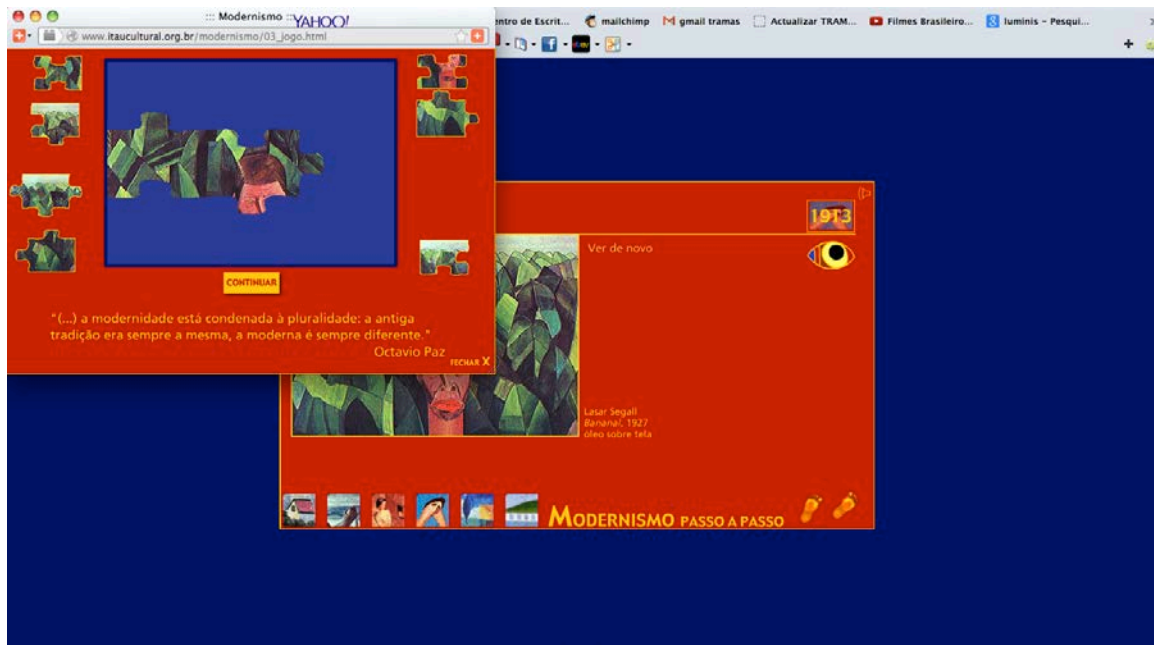 ::: Modernismo :::
YAHOO!
www.itaucultural.org.br/modernismo/03_jogo.html
entro de Escrit...
mailchimp
gmail tramas
Actualizar TRAM...
Filmes Brasileiro...
luminis – Pesqui...
CONTINUAR
"(...) a modernidade está condenada à pluralidade: a antiga
tradição era sempre a mesma, a moderna é sempre diferente."
Octavio Paz
FECHAR X
1913
Ver de novo
Lasar Segall
Bananal, 1927
óleo sobre tela
MODERNISMO PASSO A PASSO